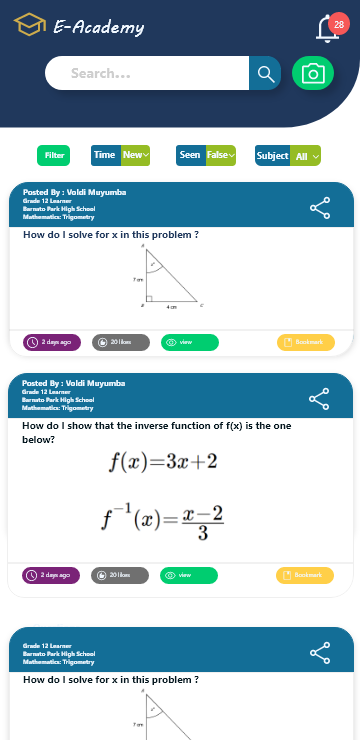 E-Academy
28
Search...
Filter
Time New
Seen False
Subject All
Posted By : Voldi Muyumba
Grade 12 Learner
Barnato Park High School
Mathematics: Trigometry
How do I solve for x in this problem ?
7 cm
4 cm
C
2 days ago
20 likes
view
Bookmark
Posted By : Voldi Muyumba
Grade 12 Learner
Barnato Park High School
Mathematics: Trigometry
How do I show that the inverse function of f(x) is the one
below?
f(x)=3x+2
f⁻¹(x)=(x−2)/3
2 days ago
20 likes
view
Bookmark
Grade 12 Learner
Barnato Park High School
Mathematics: Trigometry
How do I solve for x in this problem ?
7 cm